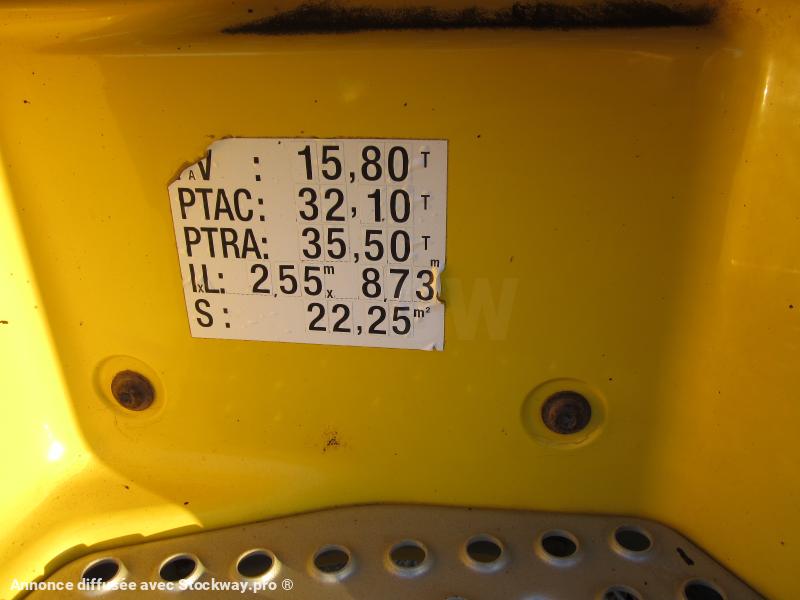 AV : 15,80 T
PTAC: 32,10 T
PTRA: 35,50 T
lxL: 2,55 m x 8,73 m
S : 22,25 m²
W
Annonce diffusée avec Stockway.pro ®